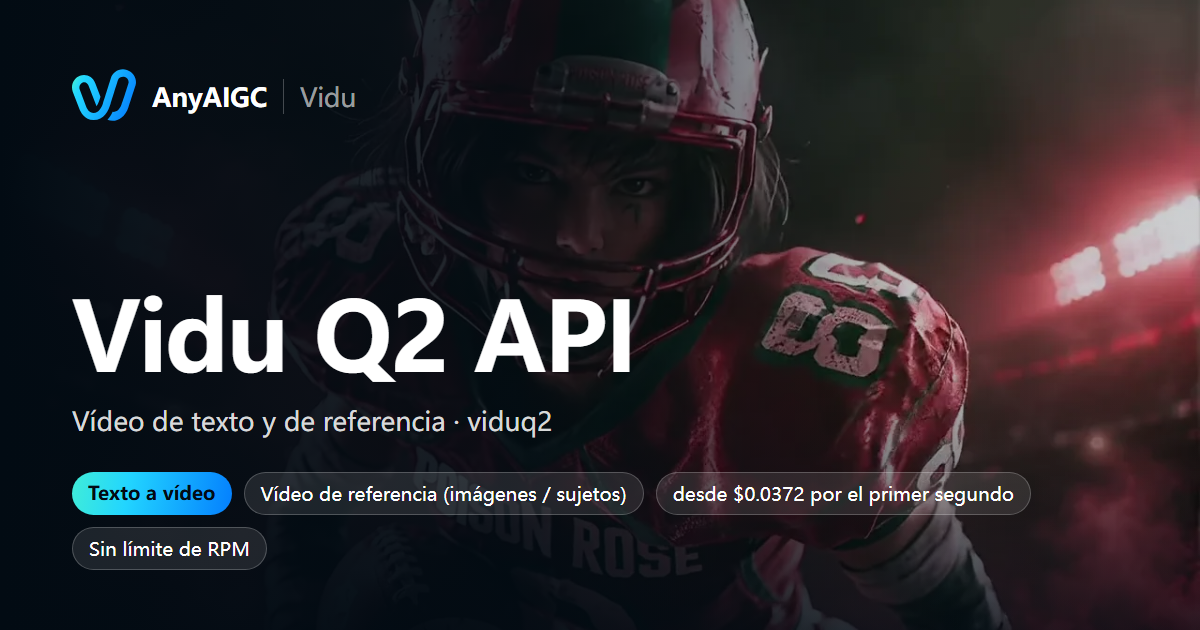 AnyAIGC | Vidu
Vidu Q2 API
Vídeo de texto y de referencia · viduq2
Texto a vídeo
Vídeo de referencia (imágenes / sujetos)
desde $0.0372 por el primer segundo
Sin límite de RPM
ROSE